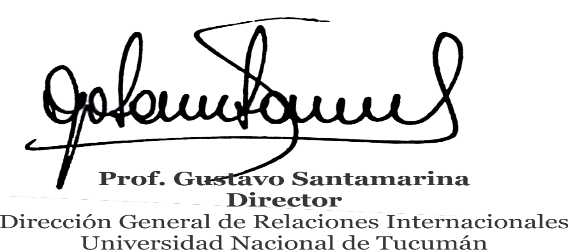 Prof. Gustavo Santamarina
Director
Dirección General de Relaciones Internacionales
Universidad Nacional de Tucumán